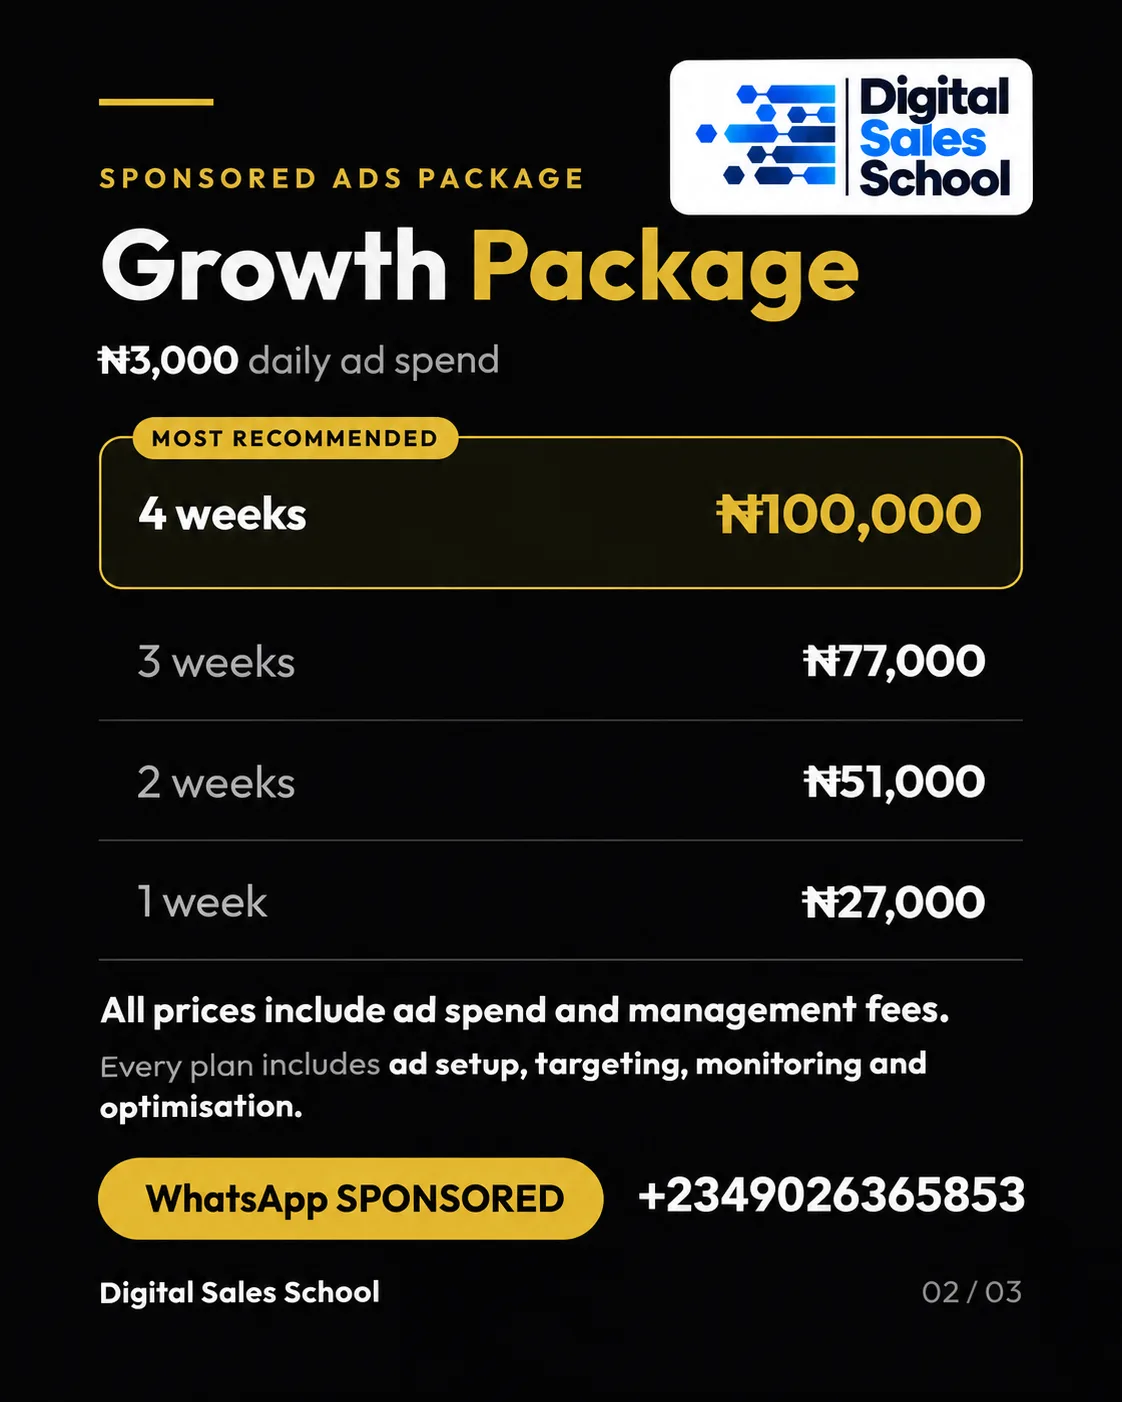 Digital
Sales
School
SPONSORED ADS PACKAGE
Growth Package
₦3,000 daily ad spend
MOST RECOMMENDED
4 weeks ₦100,000
3 weeks ₦77,000
2 weeks ₦51,000
1 week ₦27,000
All prices include ad spend and management fees.
Every plan includes ad setup, targeting, monitoring and
optimisation.
WhatsApp SPONSORED +2349026365853
Digital Sales School 02 / 03